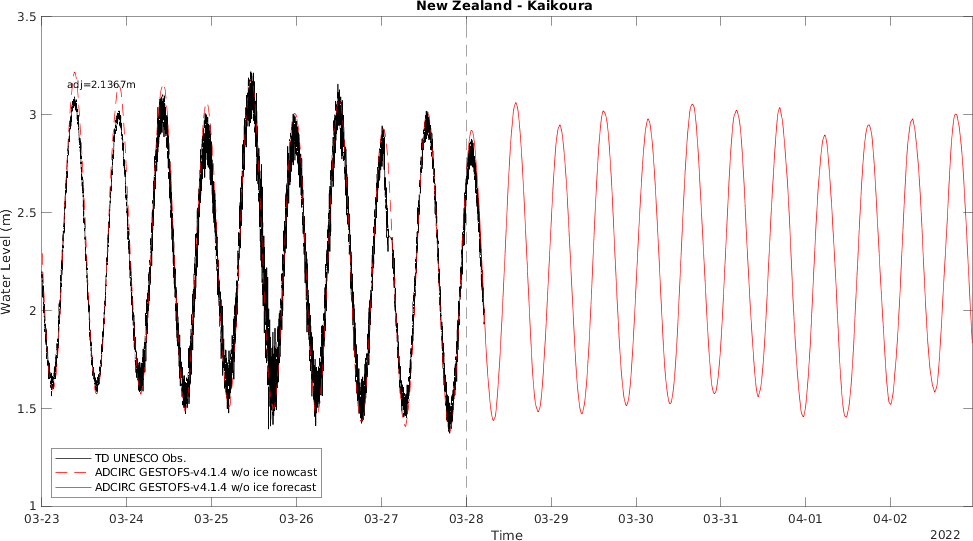 New Zealand - Kaikoura
3.5
3
2.5
2
1.5
1
Water Level (m)
adj=2.1367m
TD UNESCO Obs.
ADCIRC GESTOFS-v4.1.4 w/o ice nowcast
ADCIRC GESTOFS-v4.1.4 w/o ice forecast
03-23 03-24 03-25 03-26 03-27 03-28 03-29 03-30 03-31 04-01 04-02
Time
2022